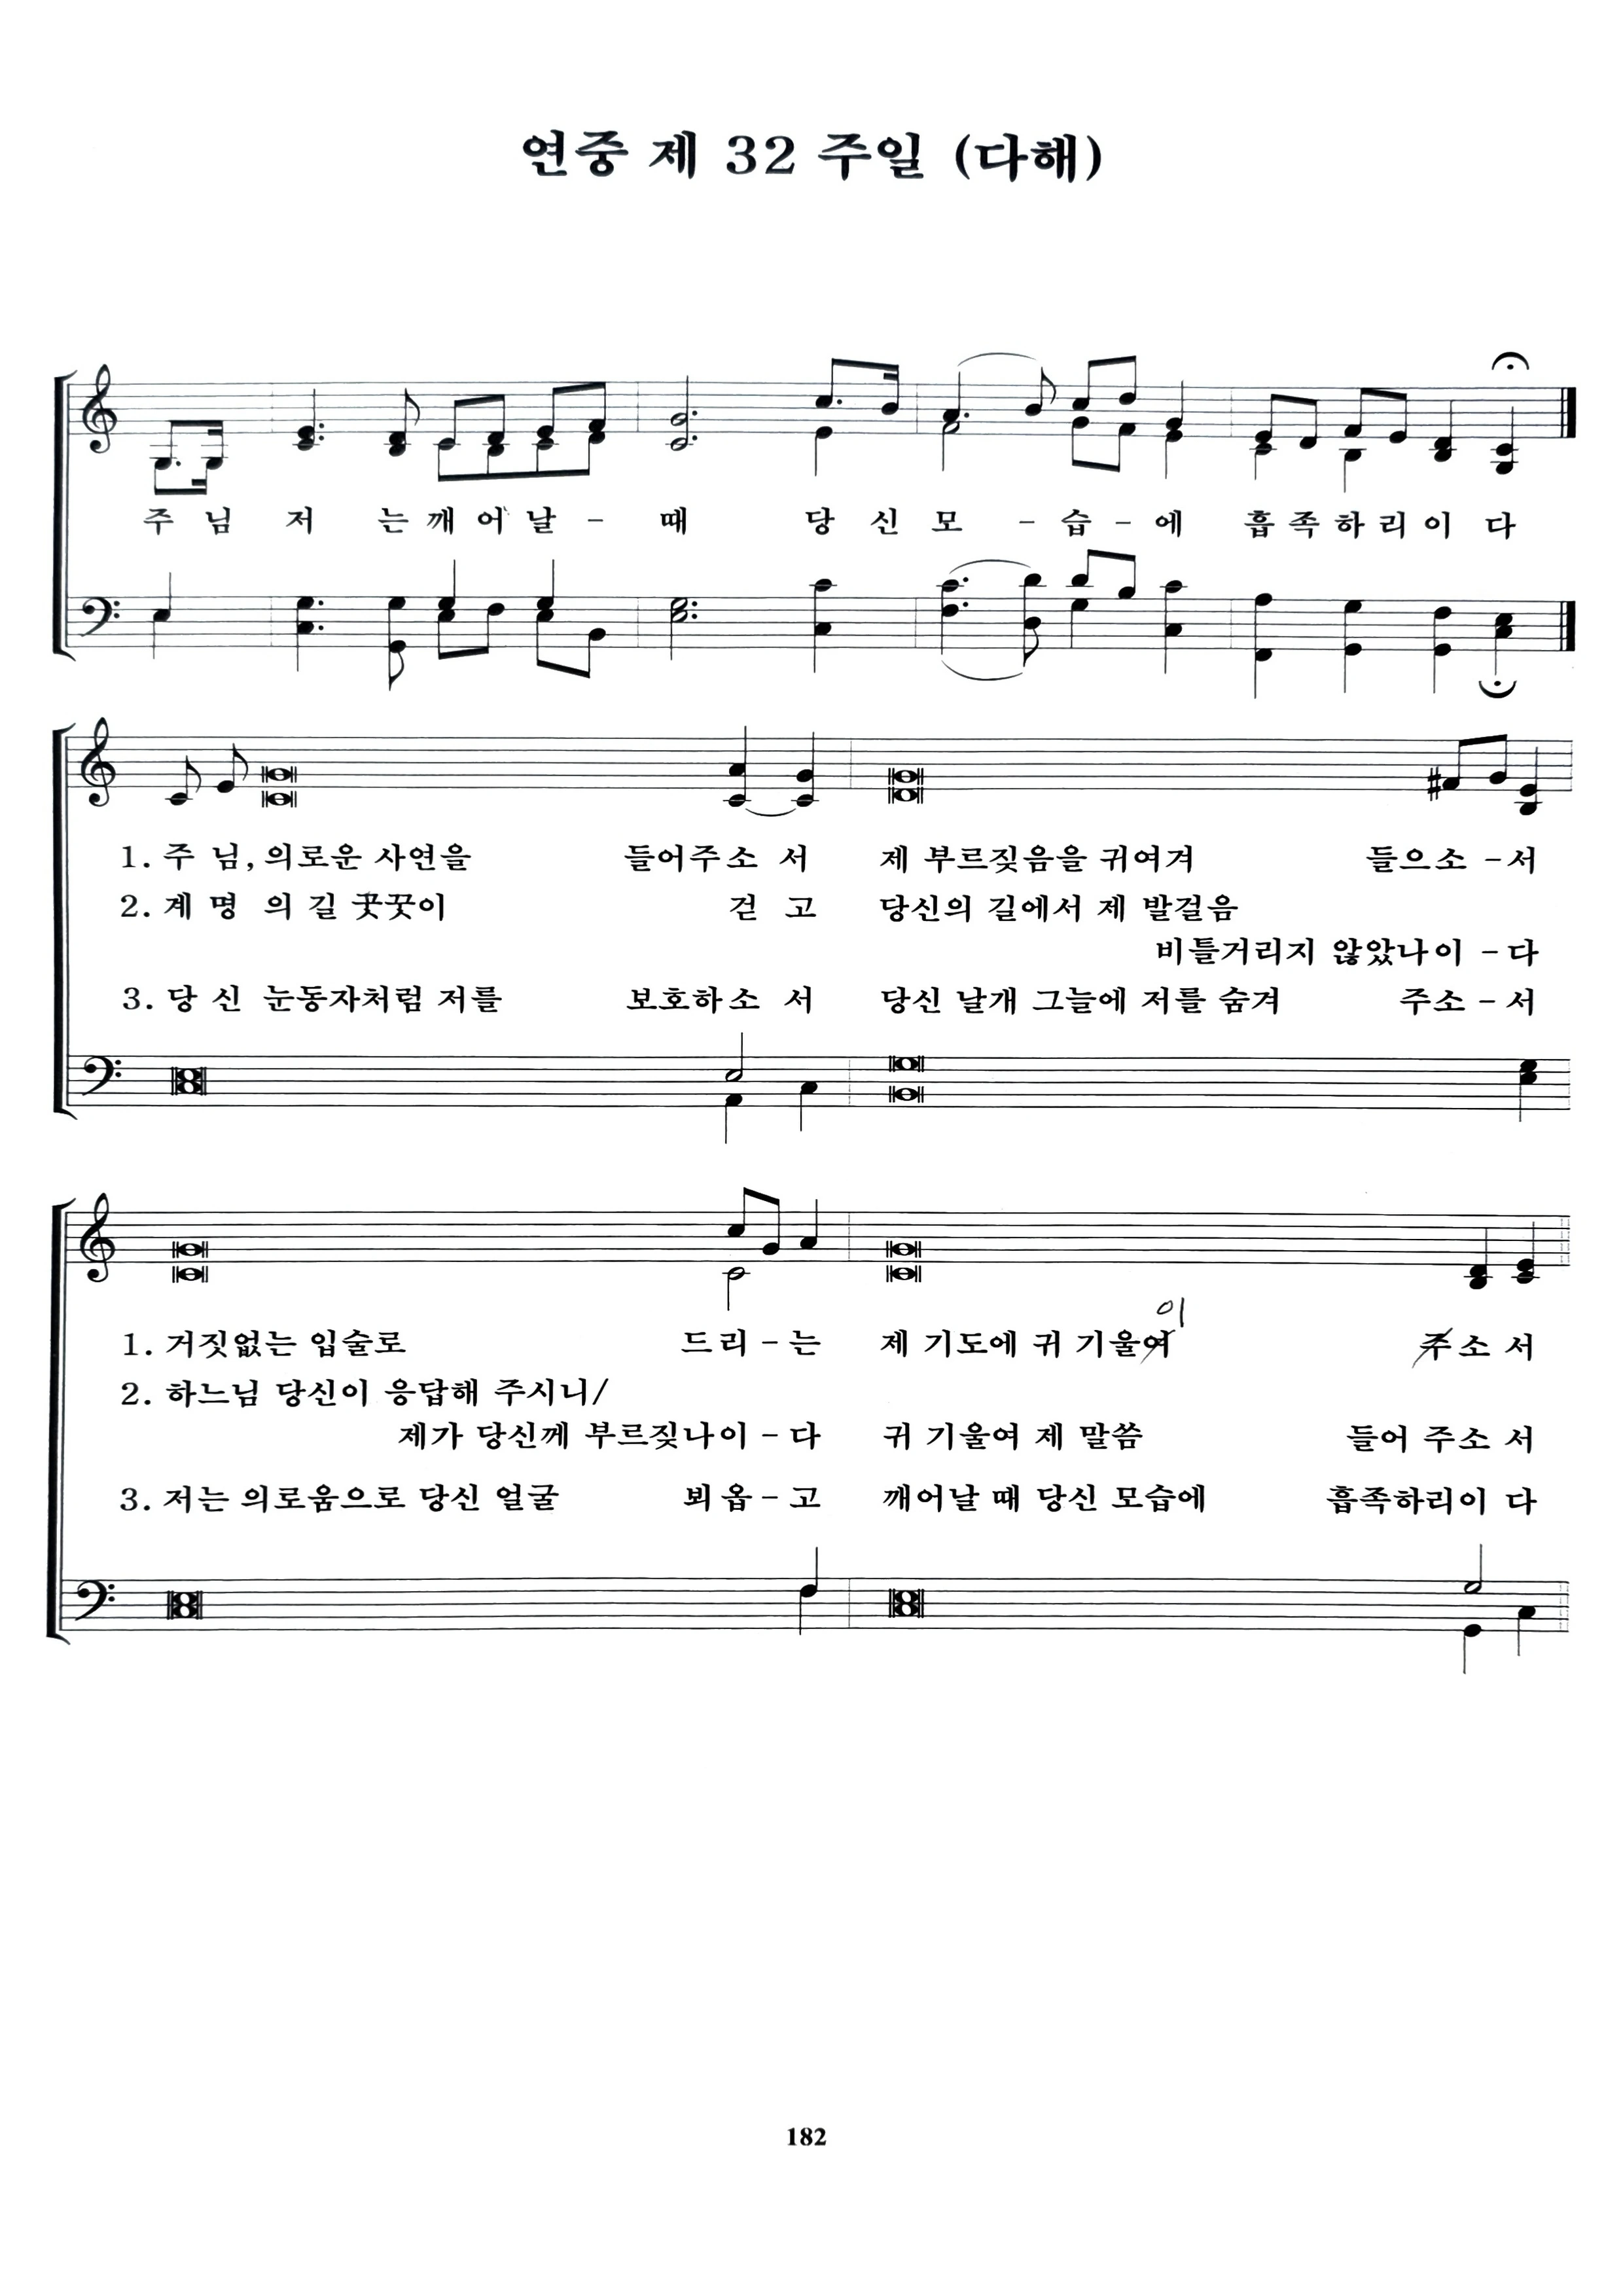 연중 제 32 주일 (다해)
주 님 저 는 깨 어 날 - 때 당 신 모 - 습 - 에 흡 족 하 리 이 다
1. 주 님, 의로운 사연을 들어주소 서 제 부르짖음을 귀여겨 들으소 - 서
2. 계 명 의 길 꿋꿋이 걷 고 당신의 길에서 제 발걸음
비틀거리지 않았나이 - 다
3. 당 신 눈동자처럼 저를 보호하소 서 당신 날개 그늘에 저를 숨겨 주소 - 서
이
1. 거짓없는 입술로 드리 - 는 제 기도에 귀 기울여 주소 서
2. 하느님 당신이 응답해 주시니/
제가 당신께 부르짖나이 - 다 귀 기울여 제 말씀 들어 주소 서
3. 저는 의로움으로 당신 얼굴 뵈옵 - 고 깨어날 때 당신 모습에 흡족하리이 다
182